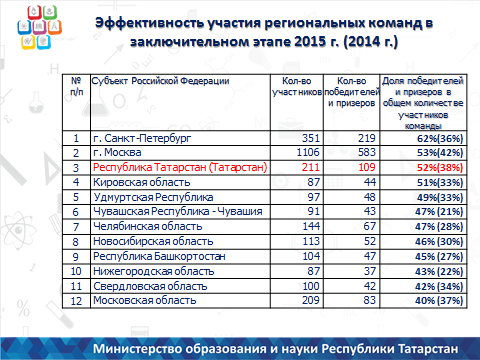 Эффективность участия региональных команд в
заключительном этапе 2015 г. (2014 г.)
№ п/п Субъект Российской Федерации Кол-во участников Кол-во победителей и призеров Доля победителей и призеров в общем количестве участников команды
1 г. Санкт-Петербург 351 219 62%(36%)
2 г. Москва 1106 583 53%(42%)
3 Республика Татарстан (Татарстан) 211 109 52%(38%)
4 Кировская область 87 44 51%(33%)
5 Удмуртская Республика 97 48 49%(33%)
6 Чувашская Республика - Чувашия 91 43 47% (21%)
7 Челябинская область 144 67 47% (28%)
8 Новосибирская область 113 52 46% (30%)
9 Республика Башкортостан 104 47 45% (27%)
10 Нижегородская область 87 37 43% (22%)
11 Свердловская область 100 42 42% (34%)
12 Московская область 209 83 40% (37%)
Министерство образования и науки Республики Татарстан